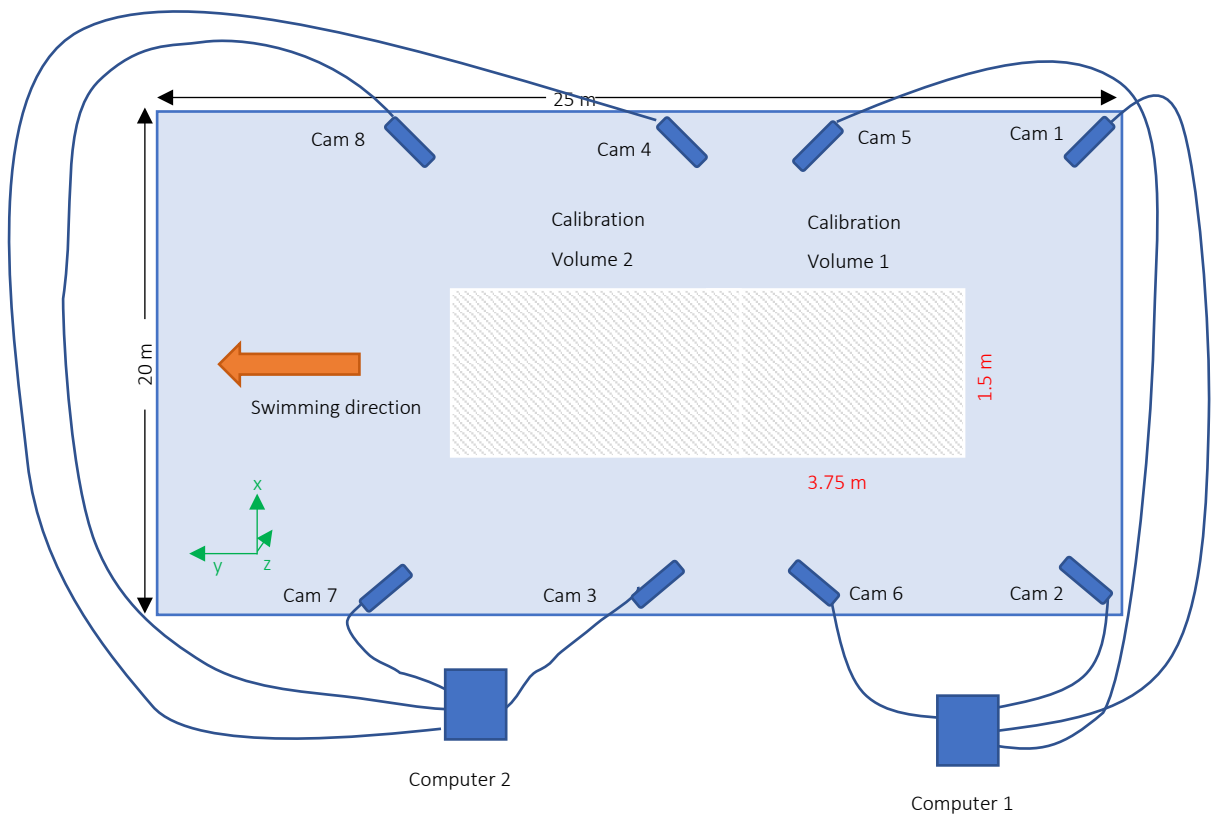 25 m
Cam 8
Cam 4
Cam 5
Cam 1
Calibration
Volume 2
Calibration
Volume 1
20 m
Swimming direction
1.5 m
3.75 m
x
y
z
Cam 7
Cam 3
Cam 6
Cam 2
Computer 2
Computer 1